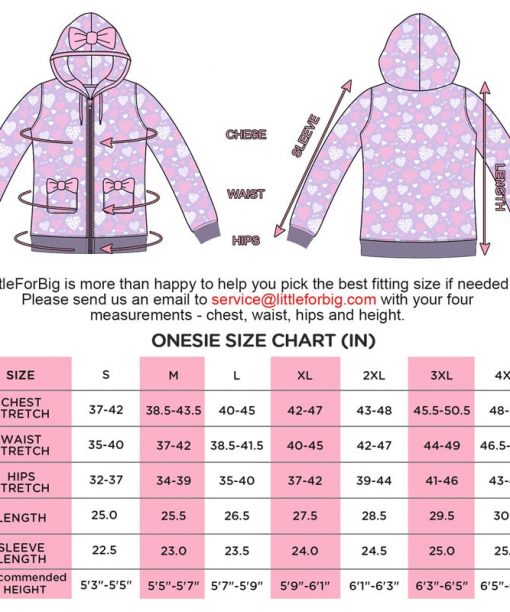 CHESE
SLEEVE
WAIST
LENGTH
HIPS
tleForBig is more than happy to help you pick the best fitting size if needed
Please send us an email to service@littleforbig.com with your four
measurements - chest, waist, hips and height.
ONESIE SIZE CHART (IN)
SIZE S M L XL 2XL 3XL 4X
CHEST
TRETCH 37-42 38.5-43.5 40-45 42-47 43-48 45.5-50.5 48-
WAIST
TRETCH 35-40 37-42 38.5-41.5 40-45 42-47 44-49 46.5-
HIPS
TRETCH 32-37 34-39 35-40 37-42 39-44 41-46 43-
LENGTH 25.0 25.5 26.5 27.5 28.5 29.5 30.
SLEEVE
LENGTH 22.5 23.0 23.5 24.0 24.5 25.0 25.
commended
HEIGHT 5'3"-5'5" 5'5"-5'7" 5'7"-5'9" 5'9"-6'1" 6'1"-6'3" 6'3"-6'5" 6'5"-